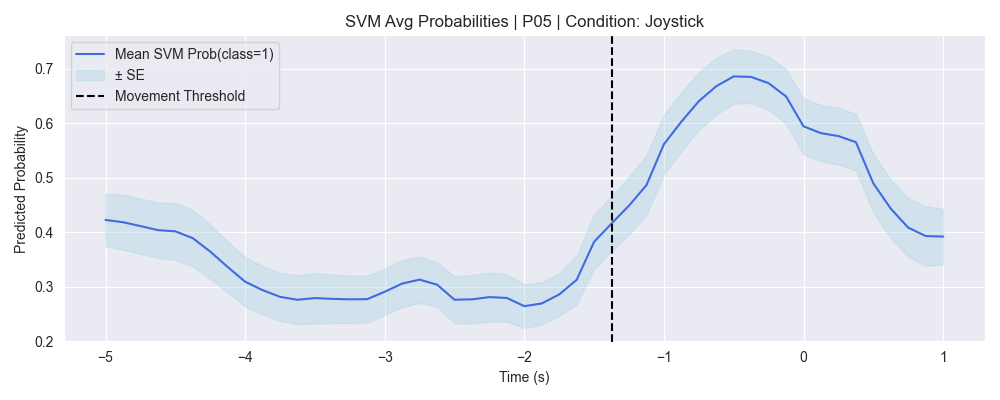 SVM Avg Probabilities | P05 | Condition: Joystick
Mean SVM Prob(class=1)
± SE
Movement Threshold
Predicted Probability
0.7
0.6
0.5
0.4
0.3
0.2
−5
−4
−3
−2
−1
0
1
Time (s)